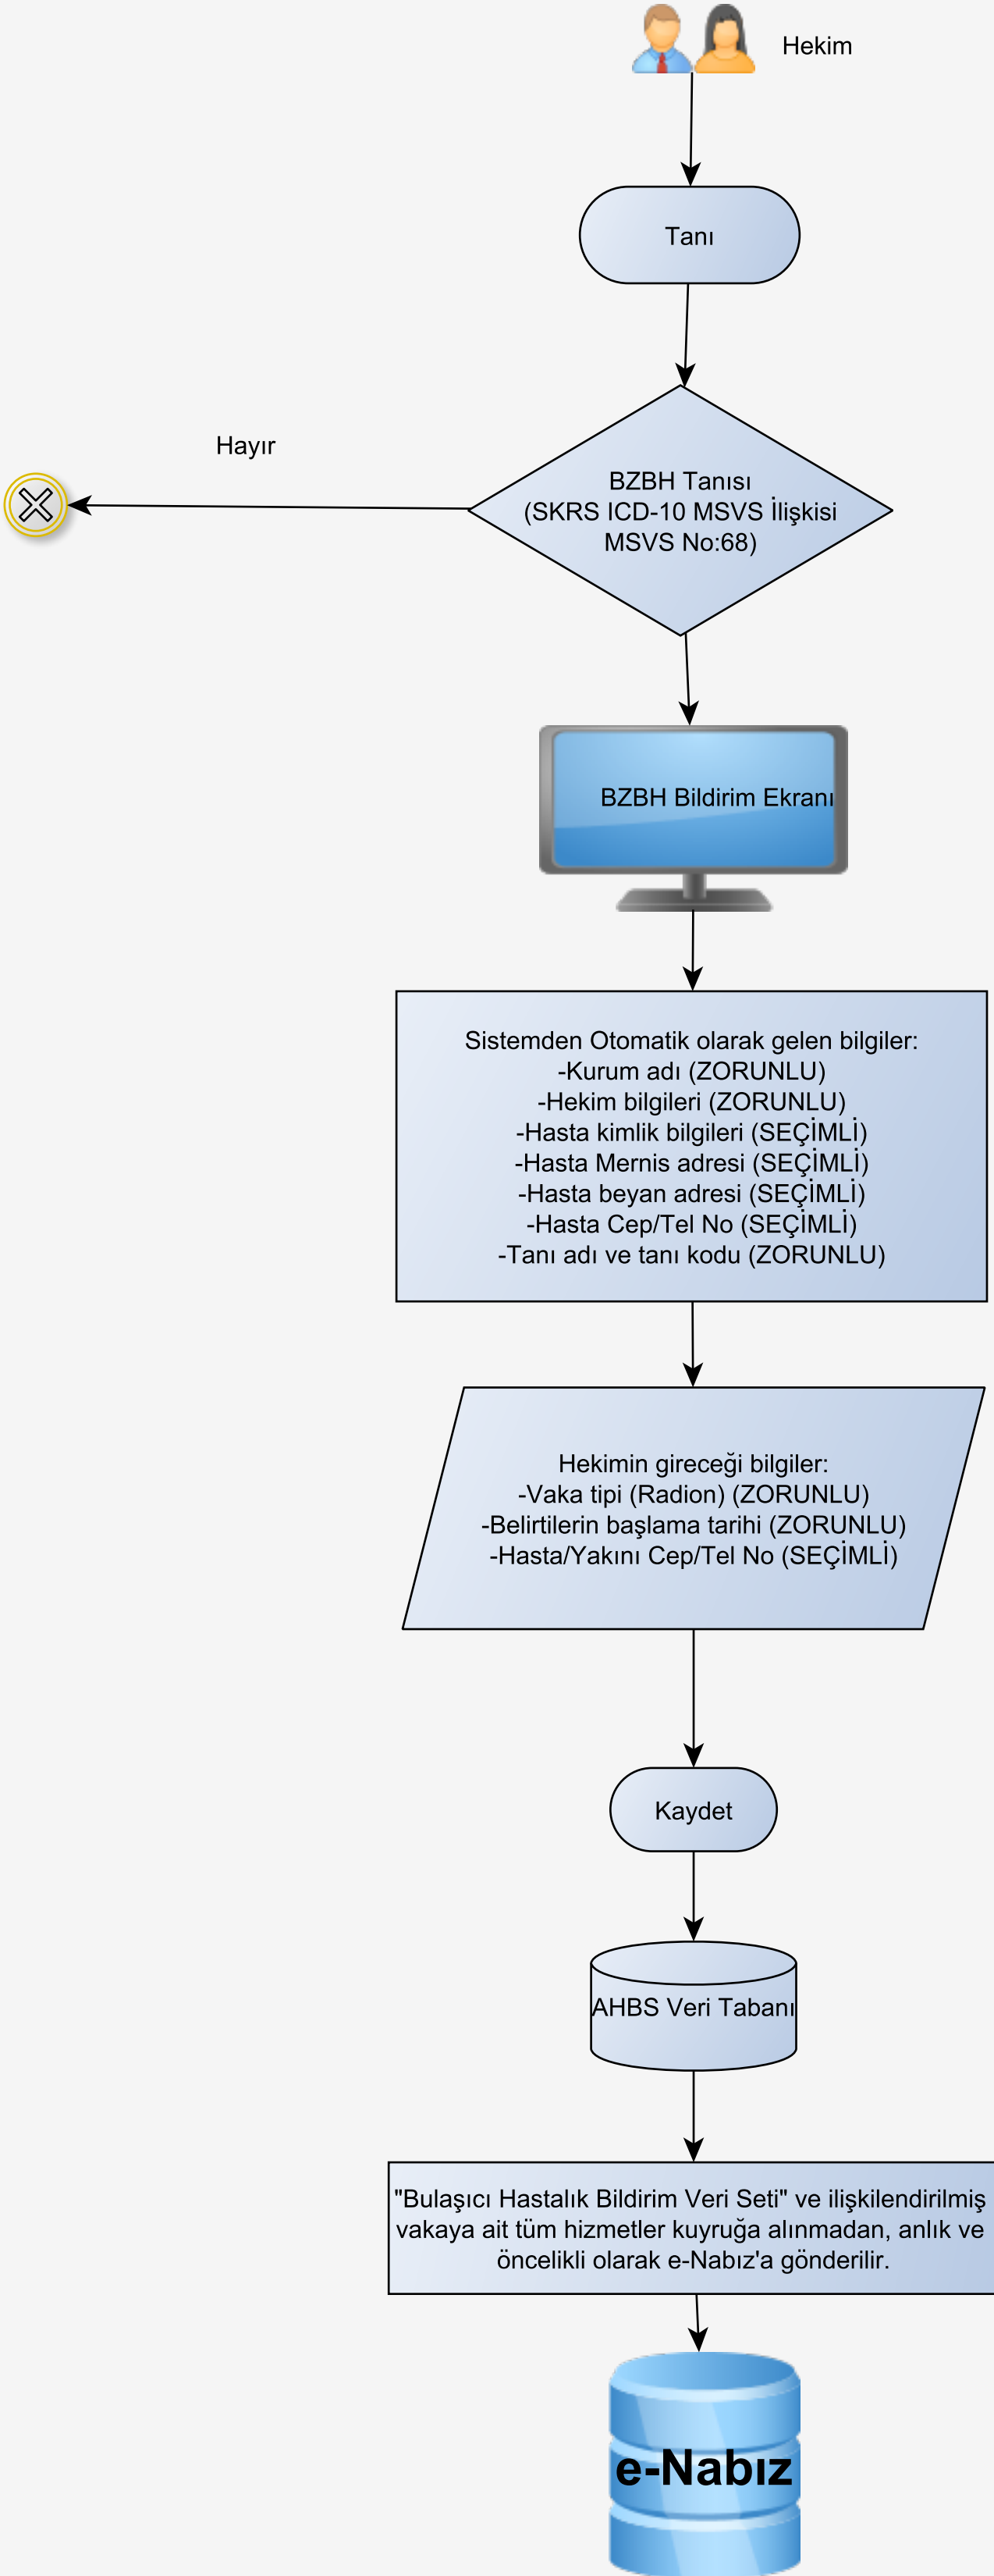 Hekim
Tanı
Hayır
BZBH Tanısı
(SKRS ICD-10 MSVS İlişkisi
MSVS No:68)
BZBH Bildirim Ekranı
Sistemden Otomatik olarak gelen bilgiler:
-Kurum adı (ZORUNLU)
-Hekim bilgileri (ZORUNLU)
-Hasta kimlik bilgileri (SEÇİMLİ)
-Hasta Mernis adresi (SEÇİMLİ)
-Hasta beyan adresi (SEÇİMLİ)
-Hasta Cep/Tel No (SEÇİMLİ)
-Tanı adı ve tanı kodu (ZORUNLU)
Hekimin gireceği bilgiler:
-Vaka tipi (Radion) (ZORUNLU)
-Belirtilerin başlama tarihi (ZORUNLU)
-Hasta/Yakını Cep/Tel No (SEÇİMLİ)
Kaydet
AHBS Veri Tabanı
"Bulaşıcı Hastalık Bildirim Veri Seti" ve ilişkilendirilmiş
vakaya ait tüm hizmetler kuyruğa alınmadan, anlık ve
öncelikli olarak e-Nabız'a gönderilir.
e-Nabız